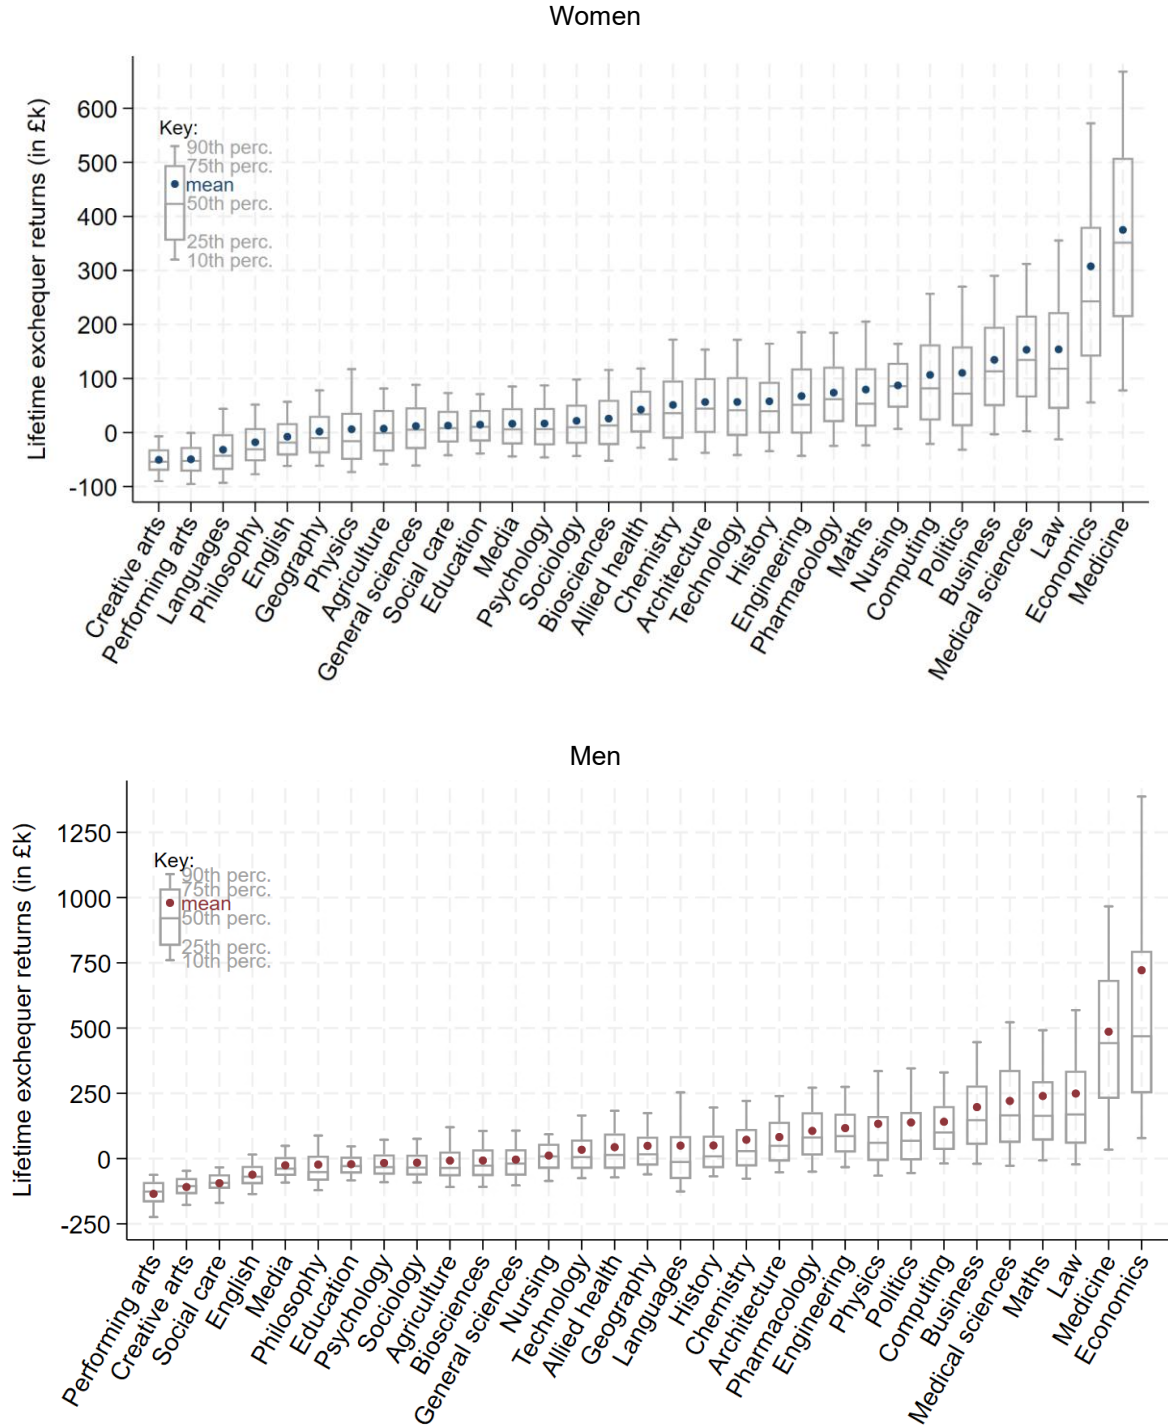 Women
Lifetime exchequer returns (in £k)
600
500
400
300
200
100
0
-100
Key:
90th perc.
75th perc.
mean
50th perc.
25th perc.
10th perc.
Creative arts
Performing arts
Languages
Philosophy
English
Geography
Physics
Agriculture
General sciences
Social care
Education
Media
Psychology
Sociology
Biosciences
Allied health
Chemistry
Architecture
Technology
History
Engineering
Pharmacology
Maths
Nursing
Computing
Politics
Business
Medical sciences
Law
Economics
Medicine
Men
Lifetime exchequer returns (in £k)
1250
1000
750
500
250
0
-250
Key:
90th perc.
75th perc.
mean
50th perc.
25th perc.
10th perc.
Performing arts
Creative arts
Social care
English
Media
Philosophy
Education
Psychology
Sociology
Agriculture
Biosciences
General sciences
Nursing
Technology
Allied health
Geography
Languages
History
Chemistry
Architecture
Pharmacology
Engineering
Physics
Politics
Computing
Business
Medical sciences
Maths
Law
Medicine
Economics